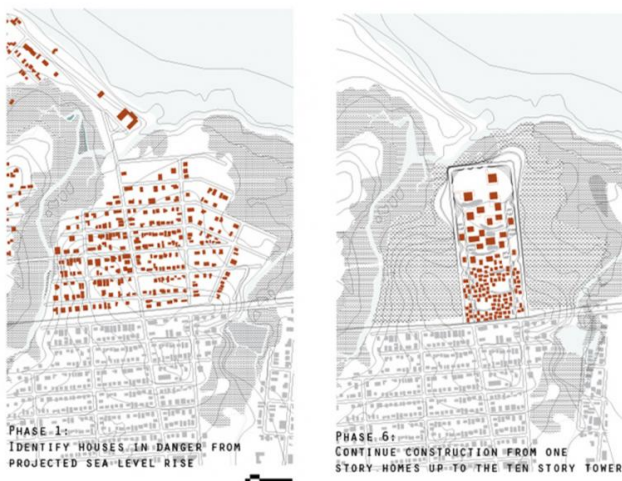 PHASE 1:
IDENTIFY HOUSES IN DANGER FROM
PROJECTED SEA LEVEL RISE
PHASE 6:
CONTINUE CONSTRUCTION FROM ONE
STORY HOMES UP TO THE TEN STORY TOWER